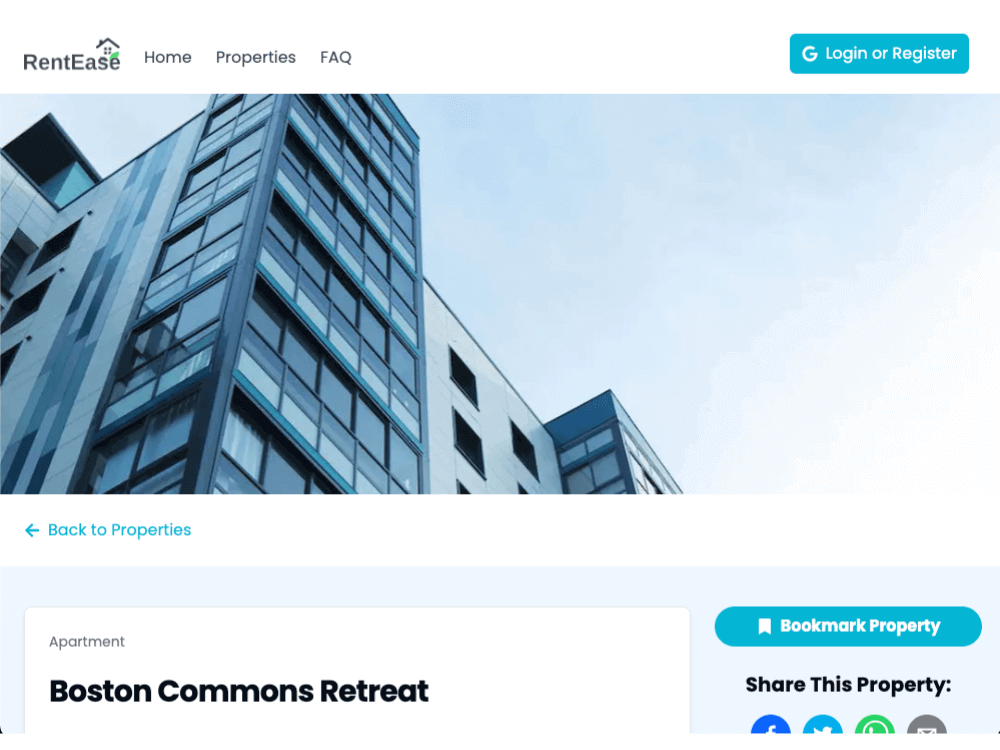 RentEase
Home
Properties
FAQ
Login or Register
Back to Properties
Apartment
Boston Commons Retreat
Bookmark Property
Share This Property: